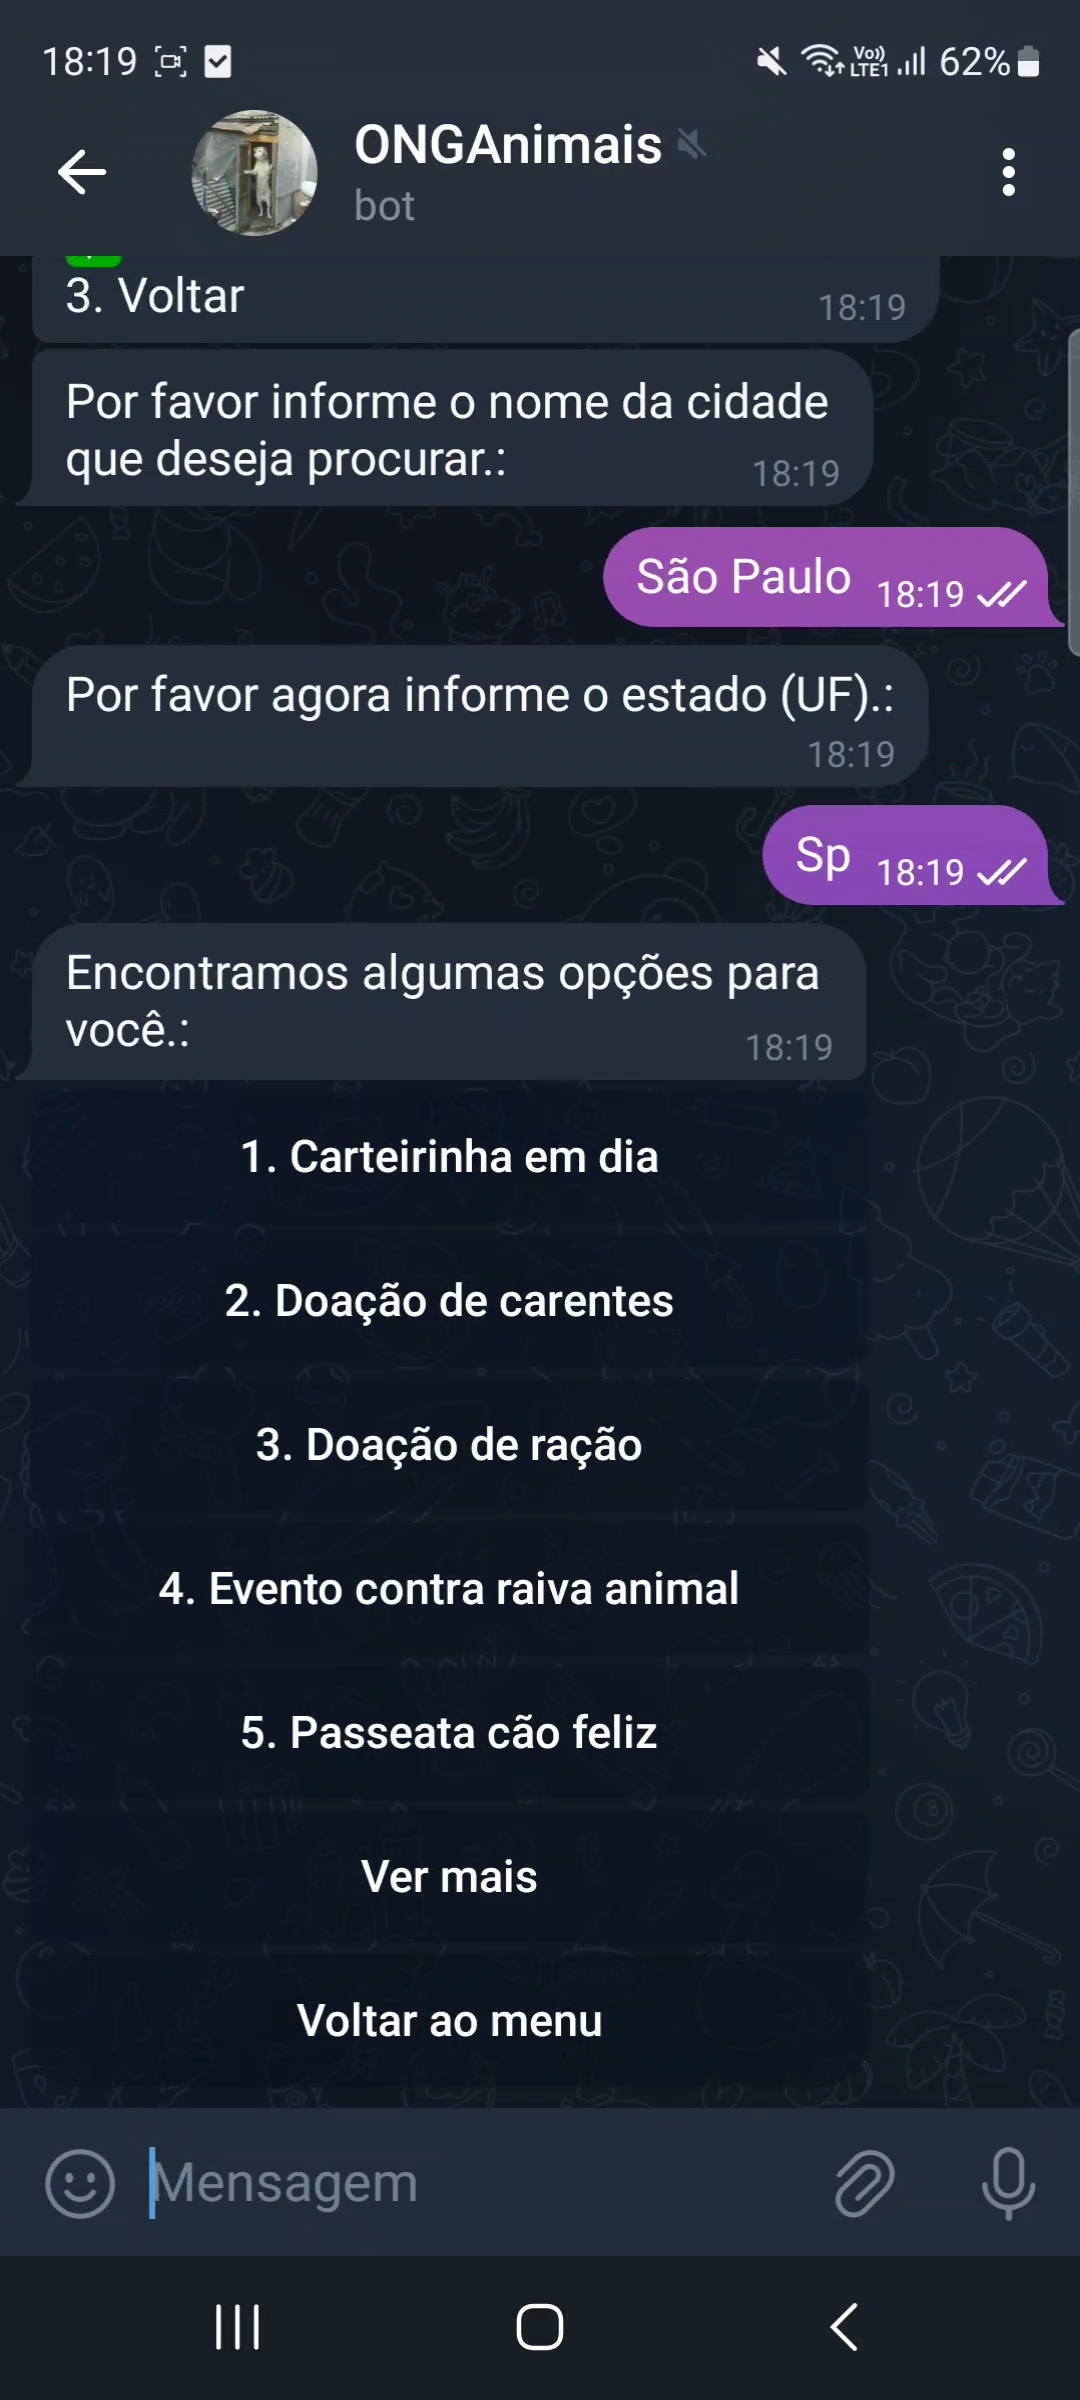 18:19
Vo)) LTE1 62%
ONGAnimais
bot
3. Voltar
18:19
Por favor informe o nome da cidade
que deseja procurar.:
18:19
São Paulo 18:19
Por favor agora informe o estado (UF).:
18:19
Sp 18:19
Encontramos algumas opções para
você.:
18:19
1. Carteirinha em dia
2. Doação de carentes
3. Doação de ração
4. Evento contra raiva animal
5. Passeata cão feliz
Ver mais
Voltar ao menu
Mensagem